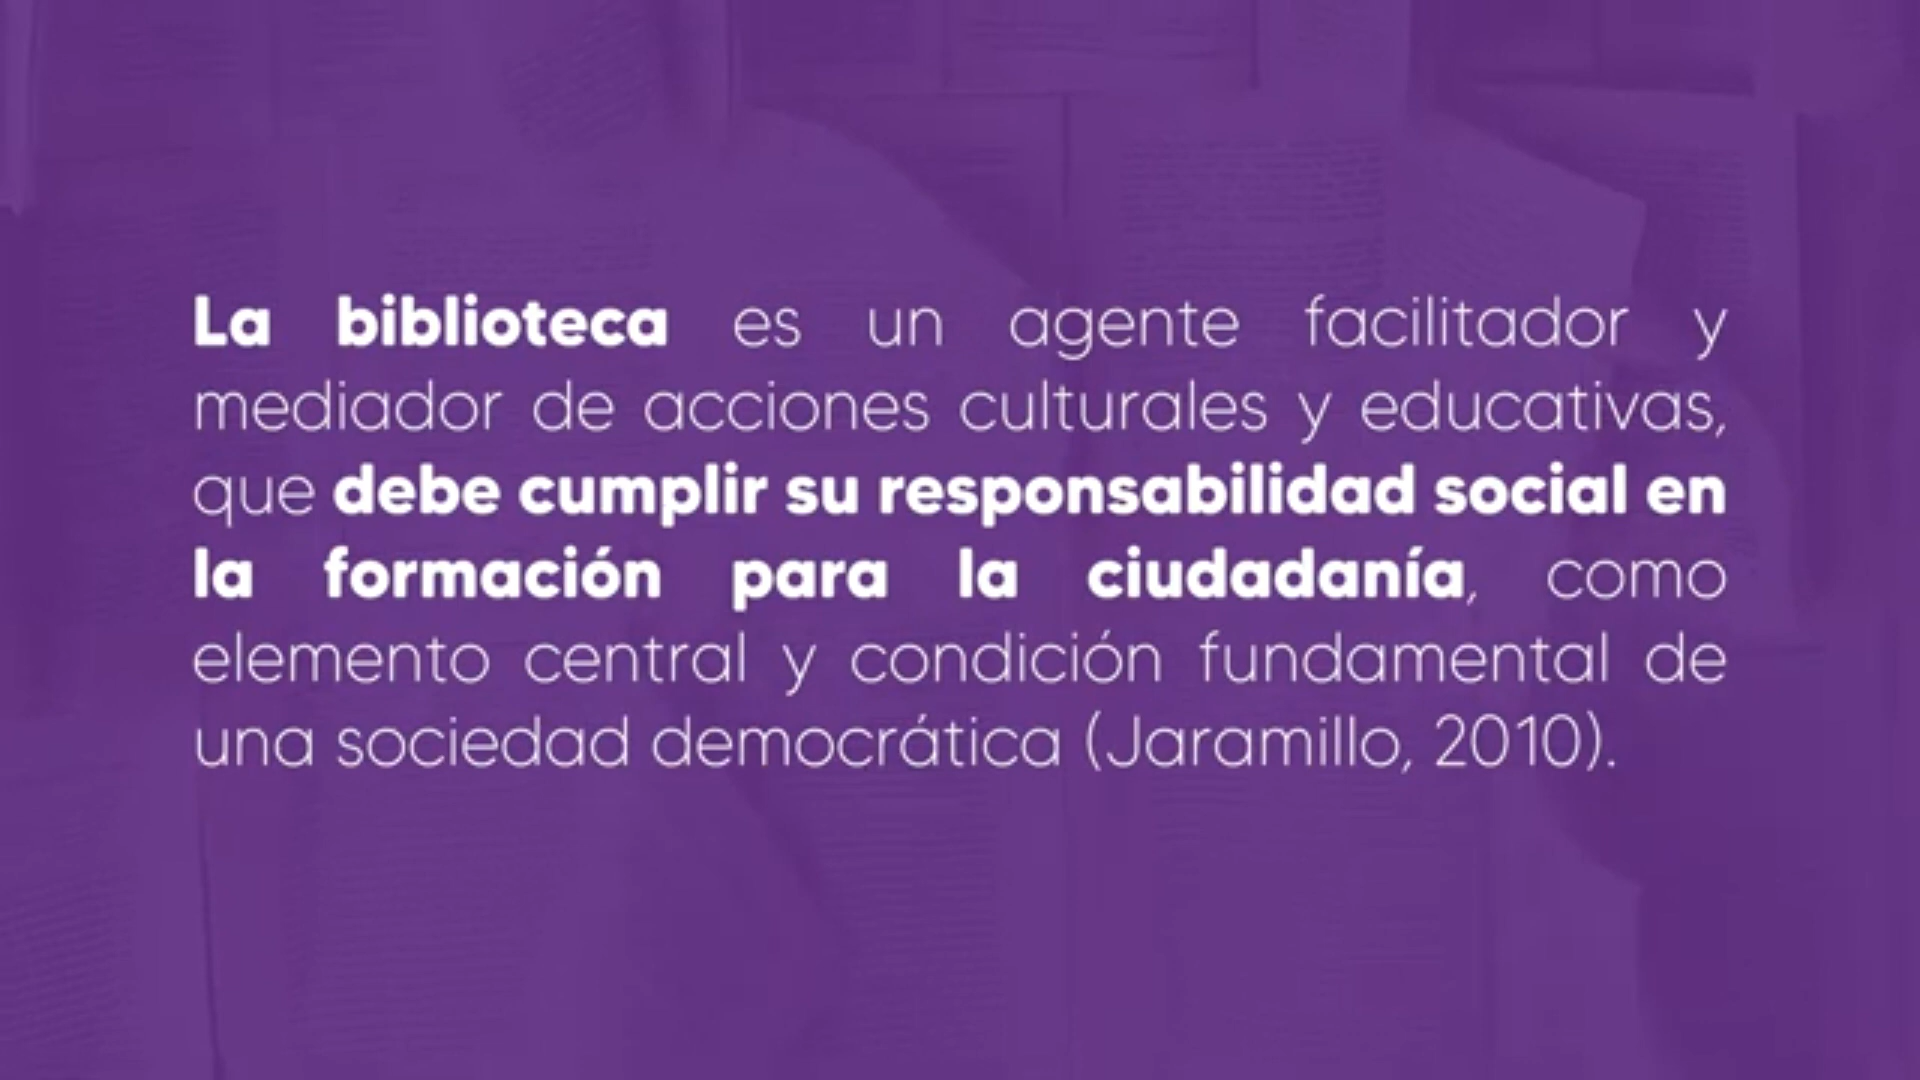 La biblioteca es un agente facilitador y
mediador de acciones culturales y educativas,
que debe cumplir su responsabilidad social en
la formación para la ciudadanía, como
elemento central y condición fundamental de
una sociedad democrática (Jaramillo, 2010).